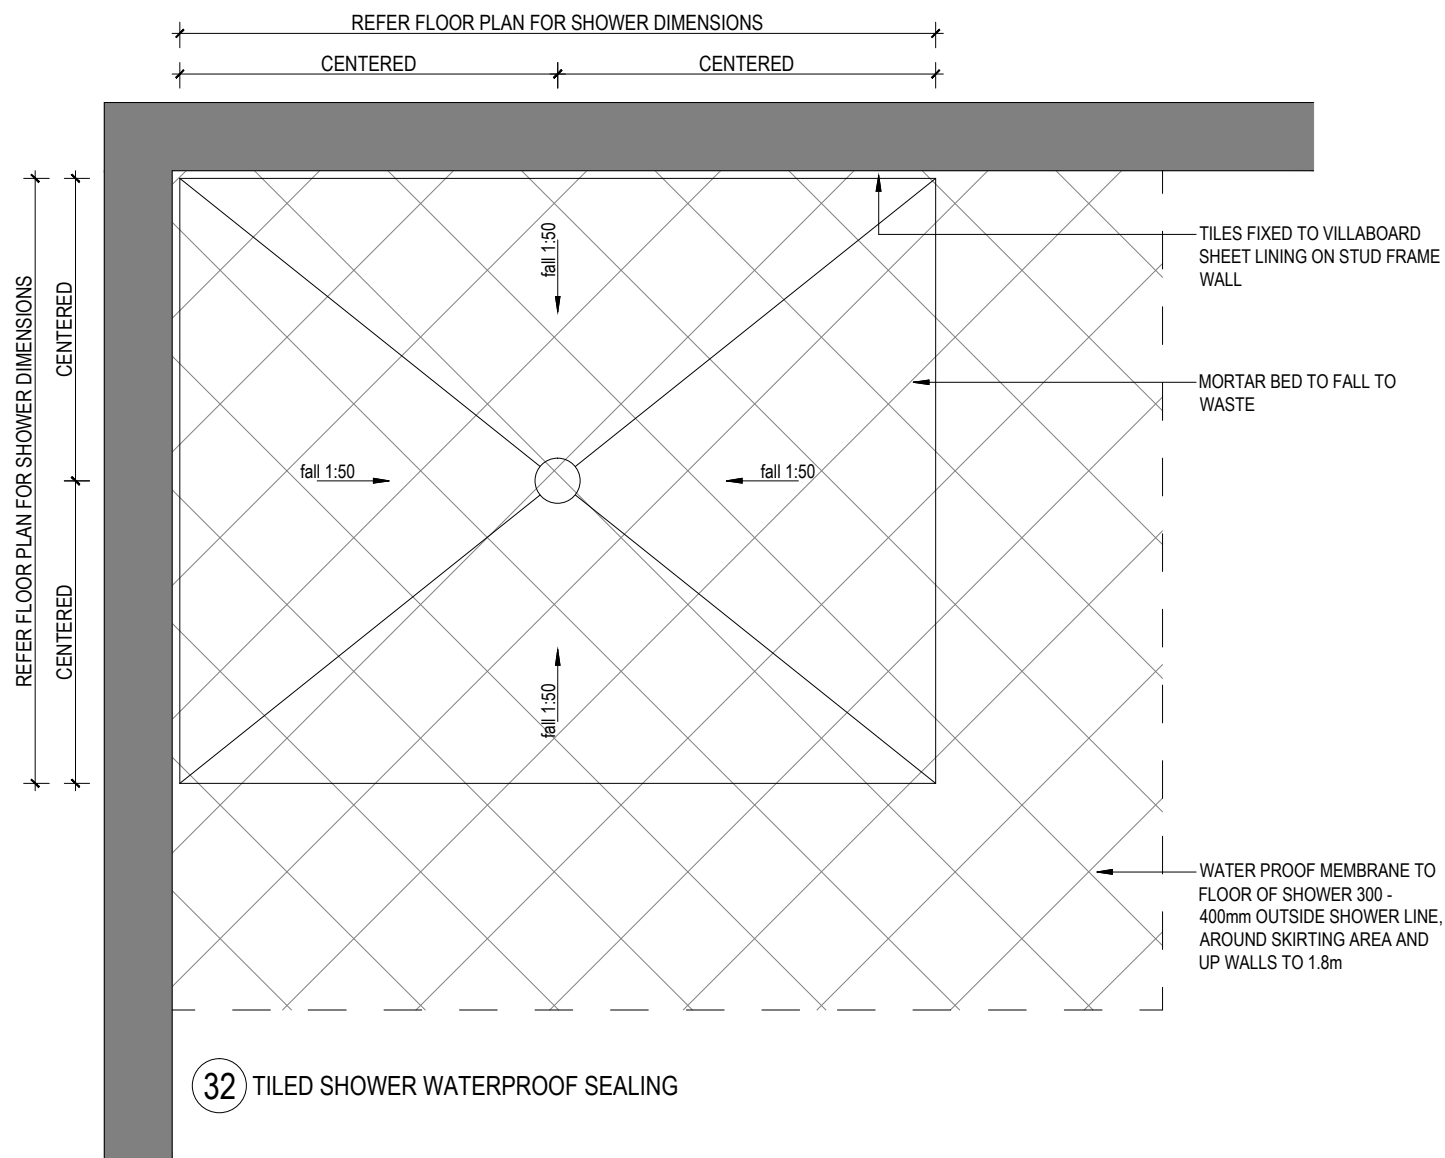 REFER FLOOR PLAN FOR SHOWER DIMENSIONS
CENTERED
CENTERED
REFER FLOOR PLAN FOR SHOWER DIMENSIONS
CENTERED
CENTERED
fall 1:50
fall 1:50
fall 1:50
fall 1:50
TILES FIXED TO VILLABOARD
SHEET LINING ON STUD FRAME
WALL
MORTAR BED TO FALL TO
WASTE
WATER PROOF MEMBRANE TO
FLOOR OF SHOWER 300 -
400mm OUTSIDE SHOWER LINE,
AROUND SKIRTING AREA AND
UP WALLS TO 1.8m
32 TILED SHOWER WATERPROOF SEALING